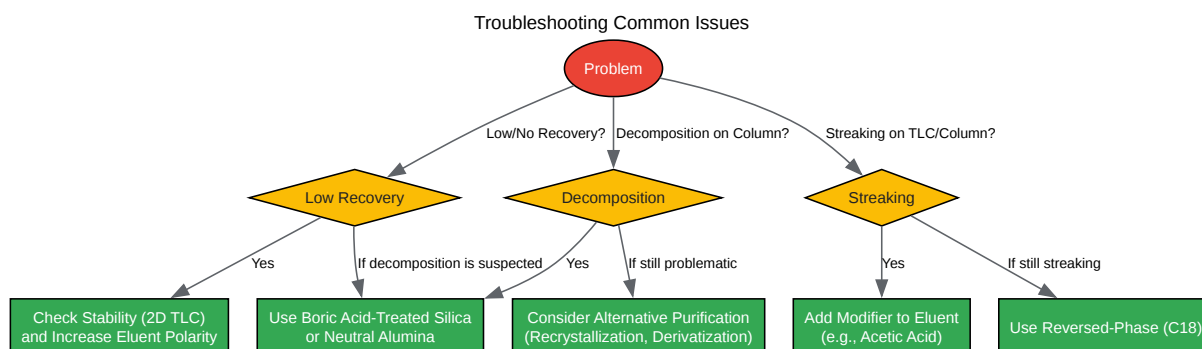 Troubleshooting Common Issues
Problem
Low/No Recovery?
Decomposition on Column?
Streaking on TLC/Column?
Low Recovery
Decomposition
Streaking
Yes
If decomposition is suspected
Yes
If still problematic
Yes
If still streaking
Check Stability (2D TLC)
and Increase Eluent Polarity
Use Boric Acid-Treated Silica
or Neutral Alumina
Consider Alternative Purification
(Recrystallization, Derivatization)
Add Modifier to Eluent
(e.g., Acetic Acid)
Use Reversed-Phase (C18)